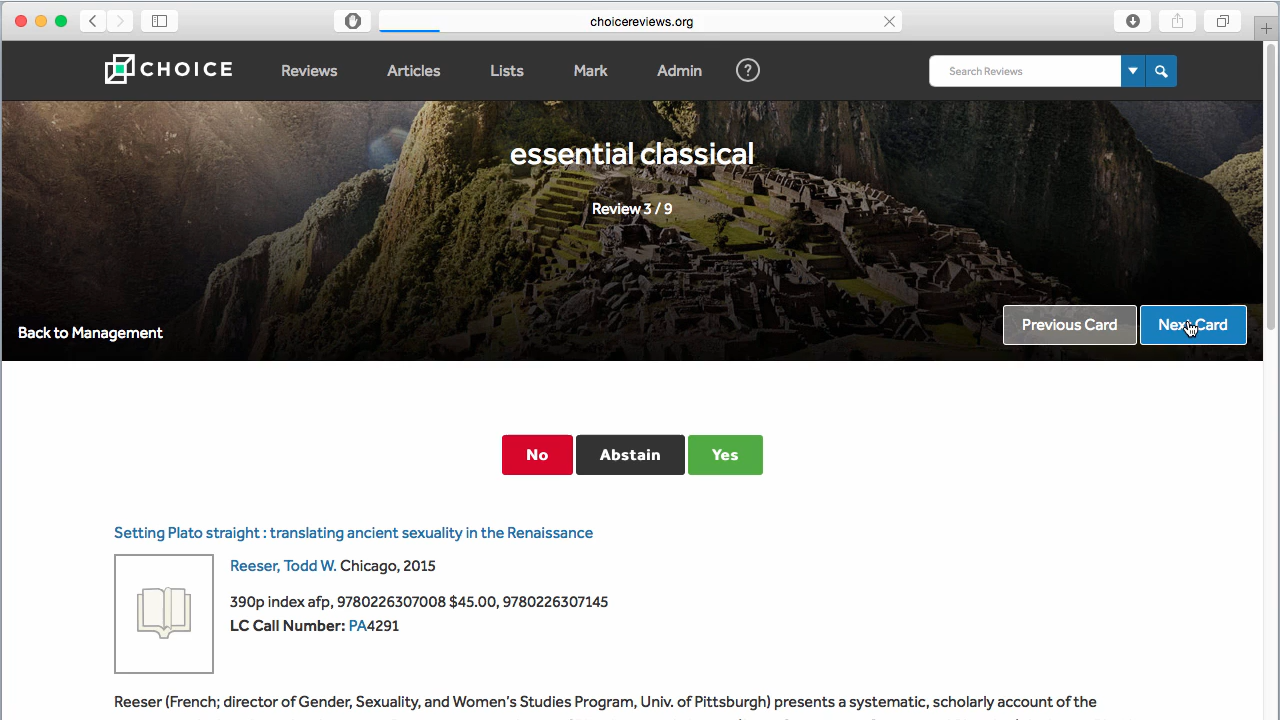 choicereviews.org
CHOICE
Reviews
Articles
Lists
Mark
Admin
?
Search Reviews
essential classical
Review 3 / 9
Back to Management
Previous Card
Next Card
No
Abstain
Yes
Setting Plato straight : translating ancient sexuality in the Renaissance
Reeser, Todd W. Chicago, 2015
390p index afp, 9780226307008 $45.00, 9780226307145
LC Call Number: PA4291
Reeser (French; director of Gender, Sexuality, and Women's Studies Program, Univ. of Pittsburgh) presents a systematic, scholarly account of the